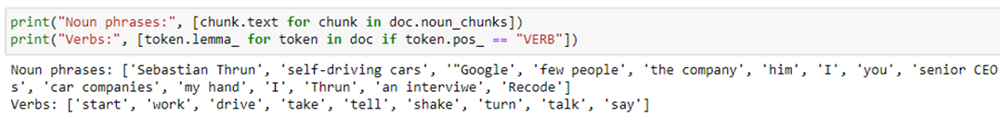 print("Noun phrases:", [chunk.text for chunk in doc.noun_chunks])
print("Verbs:", [token.lemma_ for token in doc if token.pos_ == "VERB"])
Noun phrases: ['Sebastian Thrun', 'self-driving cars', '"Google', 'few people', 'the company', 'him', 'I', 'you', 'senior CEO
s', 'car companies', 'my hand', 'I', 'Thrun', 'an interviwe', 'Recode']
Verbs: ['start', 'work', 'drive', 'take', 'tell', 'shake', 'turn', 'talk', 'say']